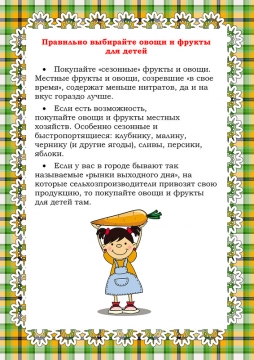 Правильно выбирайте овощи и фрукты
для детей
• Покупайте «сезонные» фрукты и овощи.
Местные фрукты и овощи, созревшие «в свое
время», содержат меньше нитратов, да и на
вкус гораздо лучше.
• Если есть возможность,
покупайте овощи и фрукты местных
хозяйств. Особенно сезонные и
быстропортящиеся: клубнику, малину,
чернику (и другие ягоды), сливы, персики,
яблоки.
• Если у вас в городе бывают так
называемые «рынки выходного дня», на
которые сельхозпроизводители привозят свою
продукцию, то покупайте овощи и фрукты
для детей там.